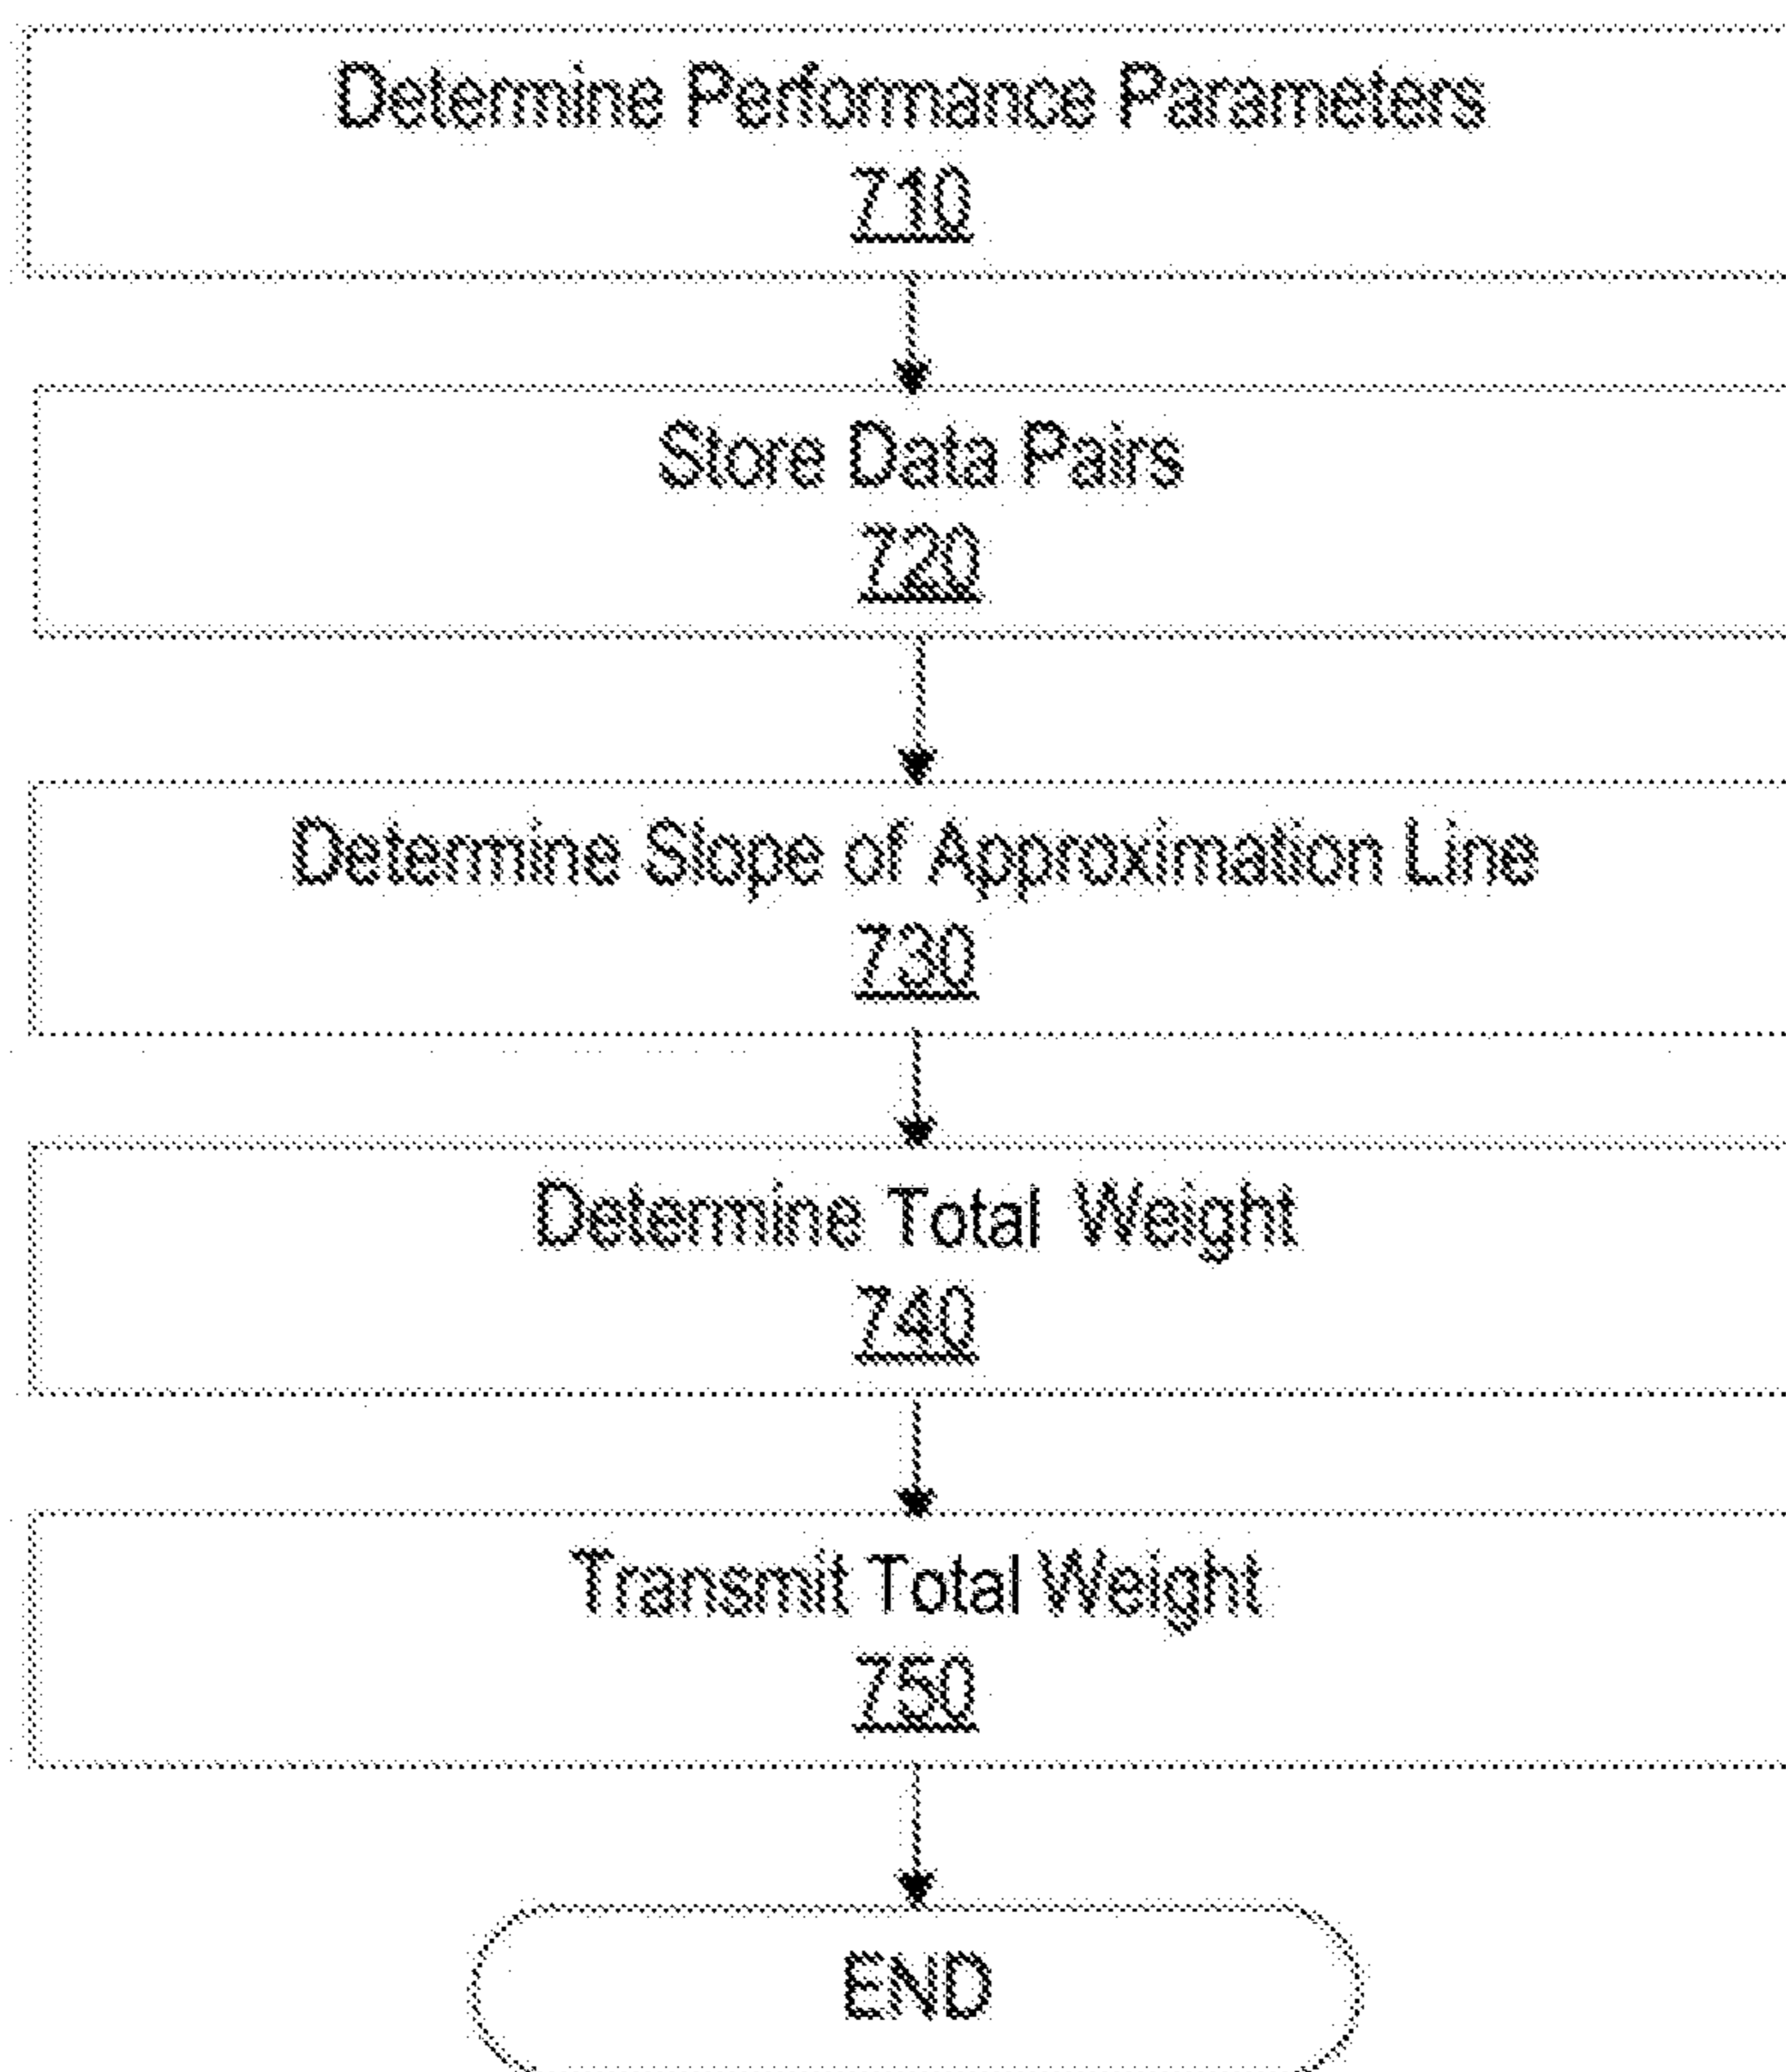 Determine Performance Parameters
710
Store Data Pairs
720
Determine Slope of Approximation Line
730
Determine Total Weight
740
Transmit Total Weight
750
END